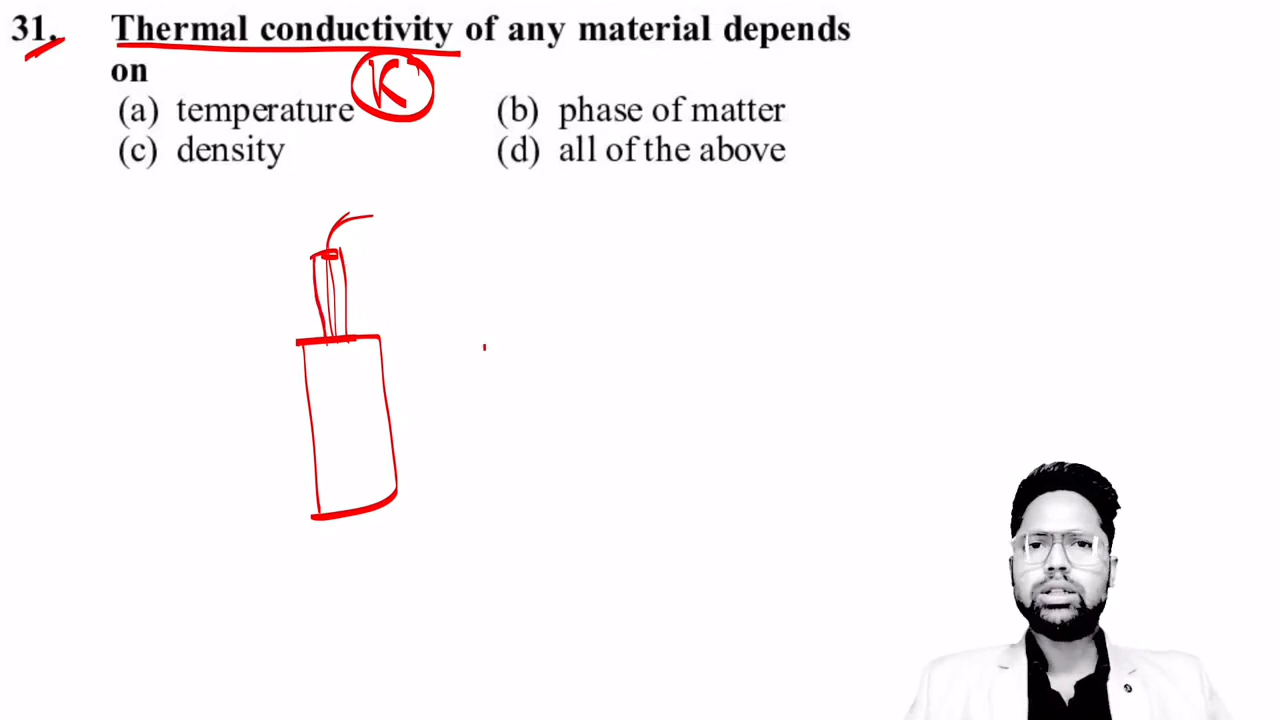 31. Thermal conductivity of any material depends
on
K
(a) temperature (b) phase of matter
(c) density (d) all of the above